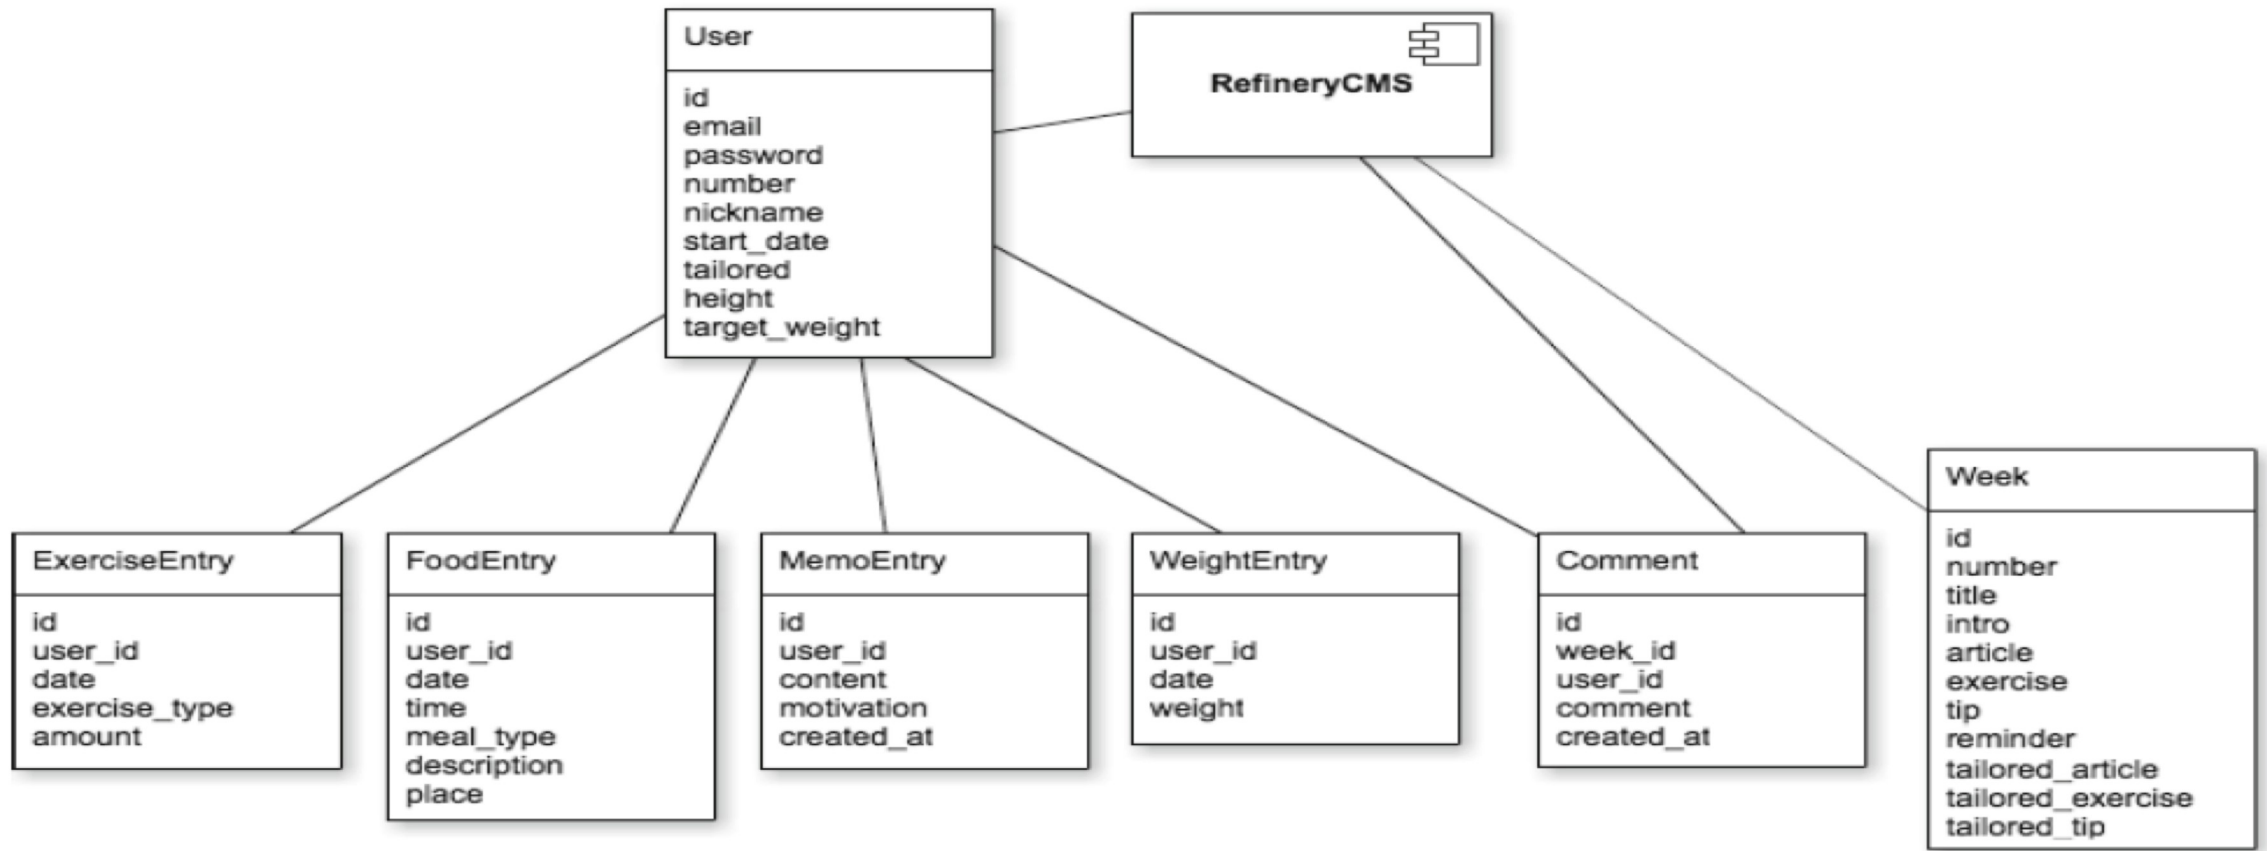 User
id
email
password
number
nickname
start_date
tailored
height
target_weight
RefineryCMS
ExerciseEntry
id
user_id
date
exercise_type
amount
FoodEntry
id
user_id
date
time
meal_type
description
place
MemoEntry
id
user_id
content
motivation
created_at
WeightEntry
id
user_id
date
weight
Comment
id
week_id
user_id
comment
created_at
Week
id
number
title
intro
article
exercise
tip
reminder
tailored_article
tailored_exercise
tailored_tip